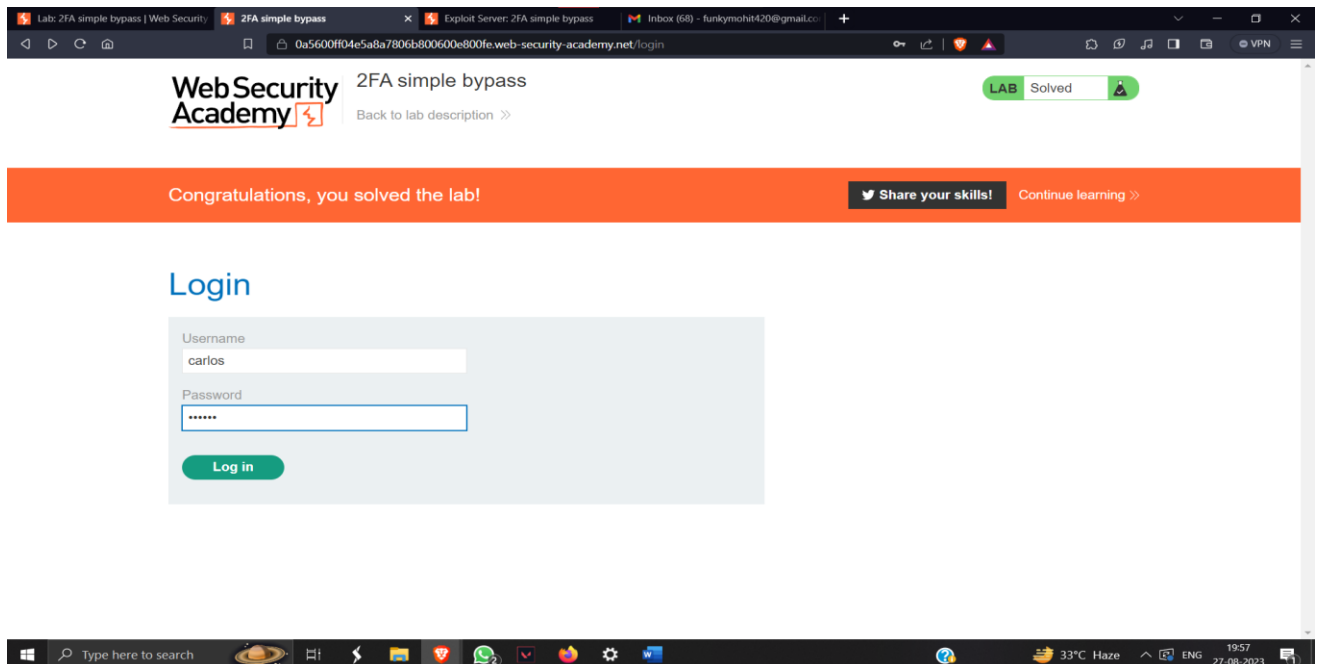 Lab: 2FA simple bypass | Web Security
2FA simple bypass
Exploit Server: 2FA simple bypass
Inbox (68) - funkymohit420@gmail.co
0a5600ff04e5a8a7806b800600e800fe.web-security-academy.net/login
VPN
Web Security
Academy
2FA simple bypass
Back to lab description
LAB Solved
Congratulations, you solved the lab!
Share your skills!
Continue learning
Login
Username
carlos
Password
Log in
Type here to search
2
W
33°C Haze
ENG
19:57
27-08-2023
1